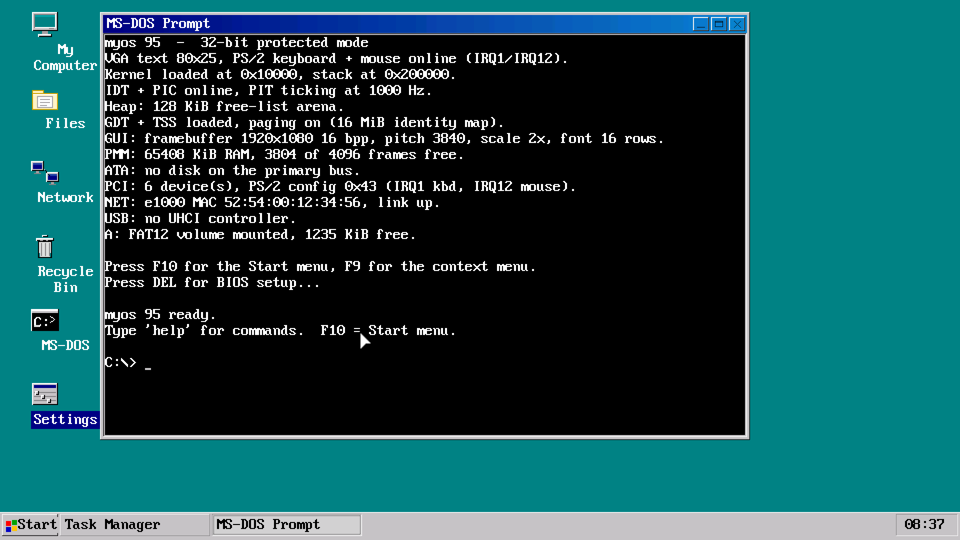 My
Computer
Files
Network
Recycle
Bin
C:>
MS-DOS
Settings
MS-DOS Prompt
myos 95  -  32-bit protected mode
VGA text 80x25, PS/2 keyboard + mouse online (IRQ1/IRQ12).
Kernel loaded at 0x10000, stack at 0x200000.
IDT + PIC online, PIT ticking at 1000 Hz.
Heap: 128 KiB free-list arena.
GDT + TSS loaded, paging on (16 MiB identity map).
GUI: framebuffer 1920x1080 16 bpp, pitch 3840, scale 2x, font 16 rows.
PMM: 65408 KiB RAM, 3804 of 4096 frames free.
ATA: no disk on the primary bus.
PCI: 6 device(s), PS/2 config 0x43 (IRQ1 kbd, IRQ12 mouse).
NET: e1000 MAC 52:54:00:12:34:56, link up.
USB: no UHCI controller.
A: FAT12 volume mounted, 1235 KiB free.
Press F10 for the Start menu, F9 for the context menu.
Press DEL for BIOS setup...
myos 95 ready.
Type 'help' for commands.  F10 = Start menu.
C:\> _
Start
Task Manager
MS-DOS Prompt
08:37